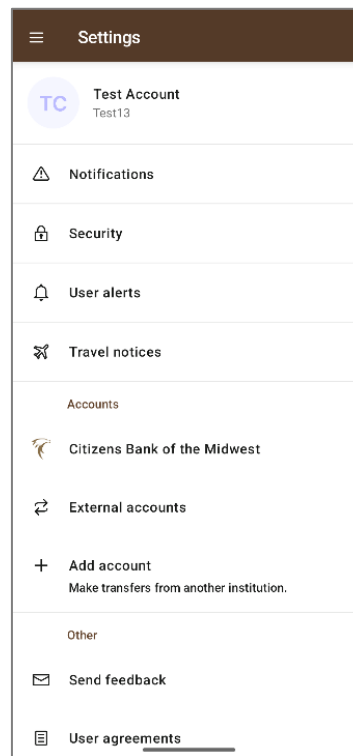 Settings
TC
Test Account
Test13
Notifications
Security
User alerts
Travel notices
Accounts
Citizens Bank of the Midwest
External accounts
Add account
Make transfers from another institution.
Other
Send feedback
User agreements